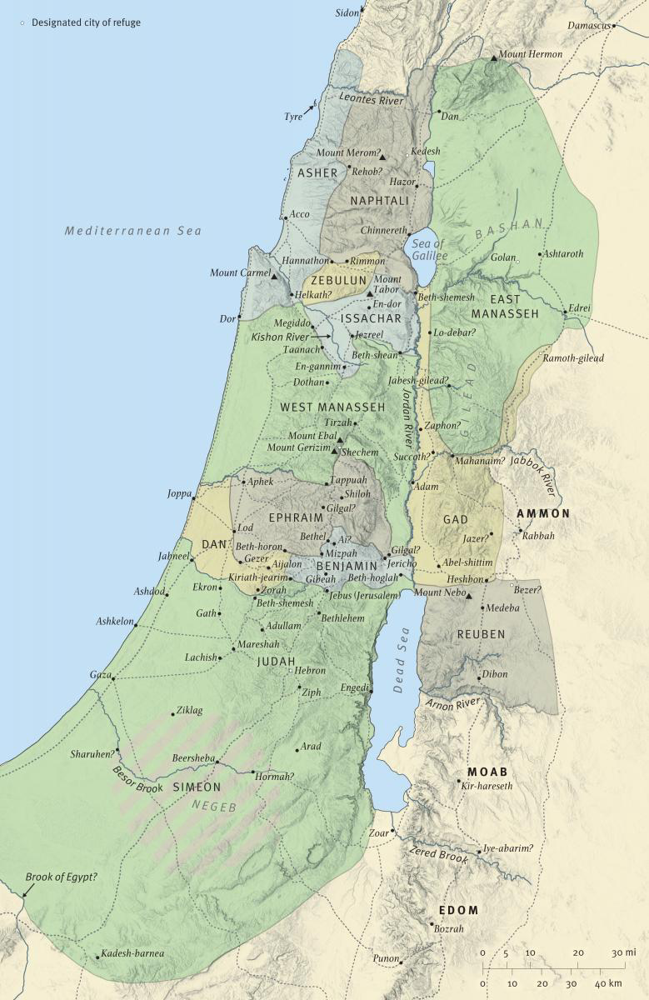 Sidon
Designated city of refuge
Damascus
Mount Hermon
Leontes River
Tyre
Dan
Mount Merom?
Kedesh
ASHER
Rehob?
Hazor
NAPHTALI
Acco
Mediterranean Sea
Chinnereth
BASHAN
Sea of
Galilee
Golan
Ashtaroth
Hannathon
Rimmon
Mount Carmel
ZEBULUN
Mount
Tabor
Helkath?
Beth-shemesh
En-dor
EAST
MANASSEH
Edrei
Dor
Megiddo
ISSACHAR
Kishon River
Jezreel
Lo-debar?
Taanach
Beth-shean
Ramoth-gilead
En-gannim
Dothan
Jabesh-gilead?
GILEAD
WEST MANASSEH
Jordan River
Tirzah
Zaphon?
Mount Ebal
Mount Gerizim
Shechem
Succoth?
Mahanaim?
Jabbok River
Aphek
Tappuah
Adam
Joppa
Shiloh
Gilgal?
EPHRAIM
GAD
AMMON
Lod
Jazer?
Rabbah
Bethel
Ai?
DAN
Beth-horon
Mizpah
Gilgal?
Jabneel
Gezer
Jericho
Aijalon
BENJAMIN
Abel-shittim
Kiriath-jearim
Gibeah
Beth-hoglah
Heshbon
Ashdod
Ekron
Zorah
Jebus (Jerusalem)
Mount Nebo
Bezer?
Beth-shemesh
Gath
Bethlehem
Medeba
Ashkelon
Adullam
REUBEN
Mareshah
Dead Sea
Lachish
JUDAH
Gaza
Hebron
Dibon
Ziph
Engedi
Arnon River
Ziklag
Arad
Sharuhen?
Beersheba
MOAB
Besor Brook
Hormah?
SIMEON
Kir-hareseth
NEGEB
Zoar
Zered Brook
Iye-abarim?
Brook of Egypt?
EDOM
Bozrah
Kadesh-barnea
Punon
0 5 10 20 30 mi
0 10 20 30 40 km